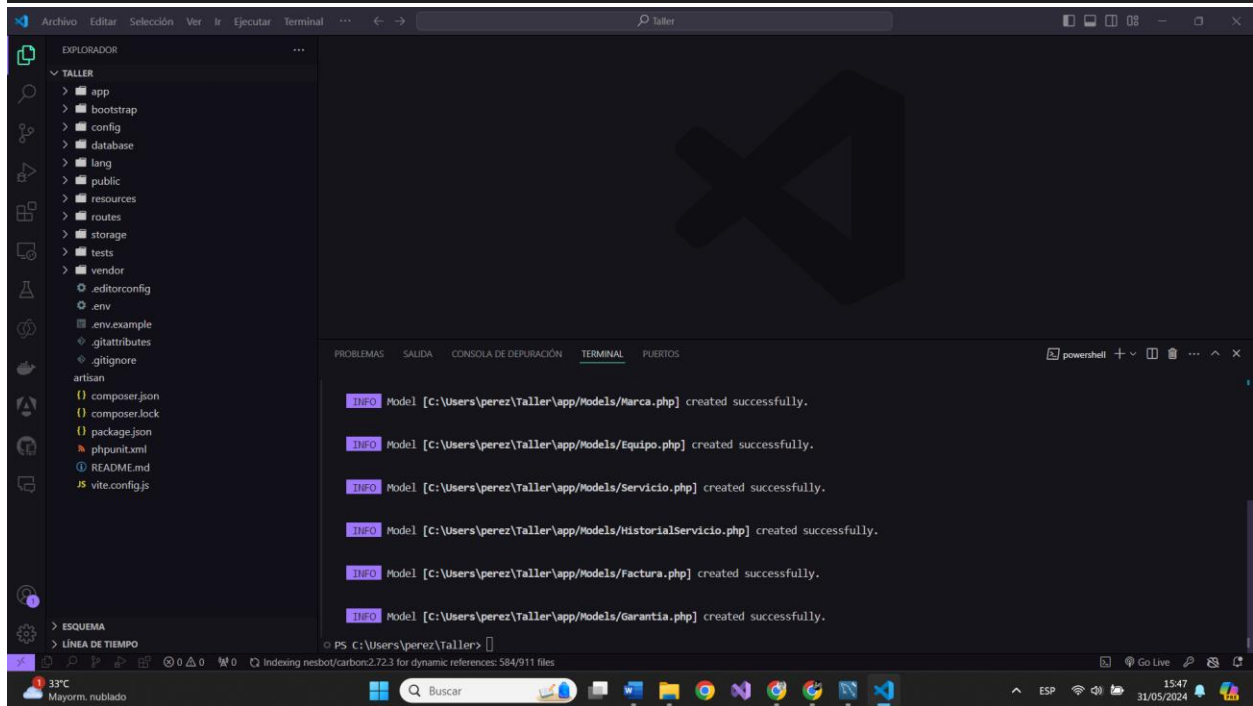 Archivo Editar Selección Ver Ir Ejecutar Terminal ··· Taller
EXPLORADOR
TALLER
app
bootstrap
config
database
lang
public
resources
routes
storage
tests
vendor
.editorconfig
.env
.env.example
.gitattributes
.gitignore
artisan
composer.json
composer.lock
package.json
phpunit.xml
README.md
vite.config.js
ESQUEMA
LÍNEA DE TIEMPO
PROBLEMAS SALIDA CONSOLA DE DEPURACIÓN TERMINAL PUERTOS powershell
INFO Model [C:\Users\perez\Taller\app/Models/Marca.php] created successfully.
INFO Model [C:\Users\perez\Taller\app/Models/Equipo.php] created successfully.
INFO Model [C:\Users\perez\Taller\app/Models/Servicio.php] created successfully.
INFO Model [C:\Users\perez\Taller\app/Models/HistorialServicio.php] created successfully.
INFO Model [C:\Users\perez\Taller\app/Models/Factura.php] created successfully.
INFO Model [C:\Users\perez\Taller\app/Models/Garantia.php] created successfully.
PS C:\Users\perez\Taller>
1
0 0 0 Indexing nesbot/carbon:2.72.3 for dynamic references: 584/911 files Go Live
1 33°C
Mayorm. nublado
Buscar
ESP 15:47
31/05/2024